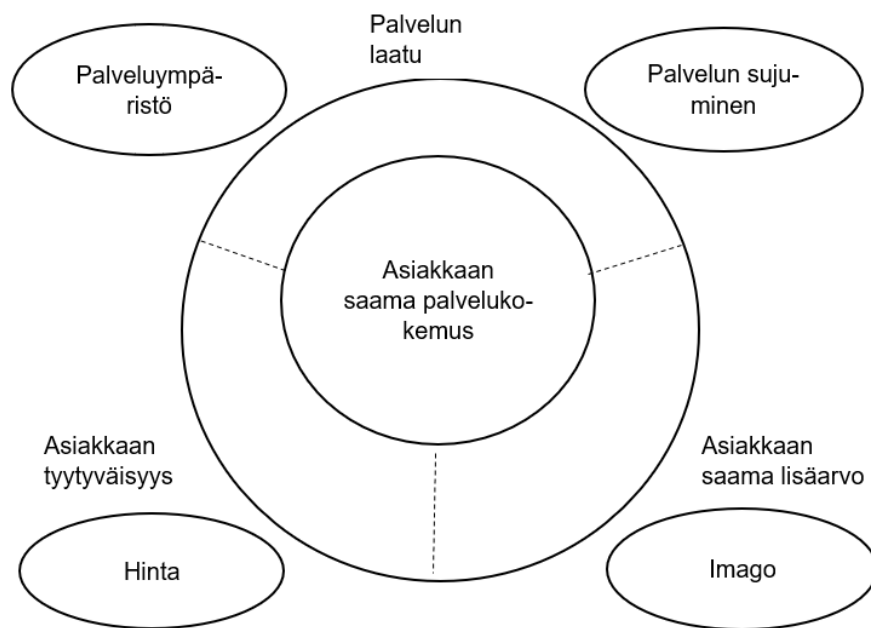 Palvelun
laatu
Palveluympä-
ristö
Palvelun suju-
minen
Asiakkaan
saama palveluko-
kemus
Asiakkaan
tyytyväisyys
Asiakkaan
saama lisäarvo
Hinta
Imago